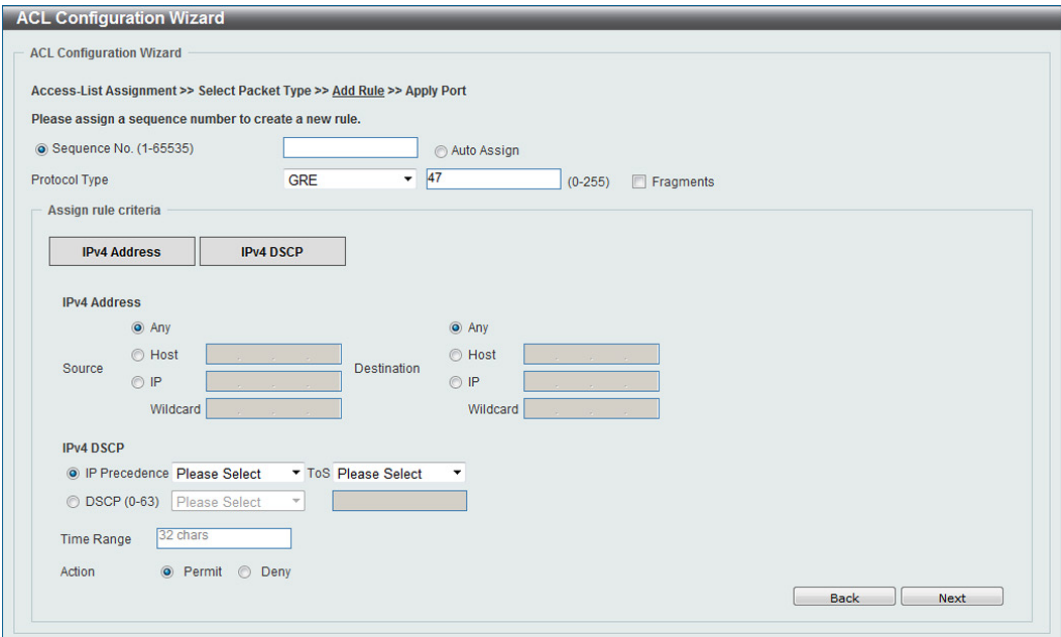 ACL Configuration Wizard
ACL Configuration Wizard
Access-List Assignment >> Select Packet Type >> Add Rule >> Apply Port
Please assign a sequence number to create a new rule.
Sequence No. (1-65535) Auto Assign
Protocol Type GRE 47 (0-255) Fragments
Assign rule criteria
IPv4 Address IPv4 DSCP
IPv4 Address
Any Any
Source Host Destination Host
IP IP
Wildcard Wildcard
IPv4 DSCP
IP Precedence Please Select ToS Please Select
DSCP (0-63) Please Select
Time Range 32 chars
Action Permit Deny
Back Next